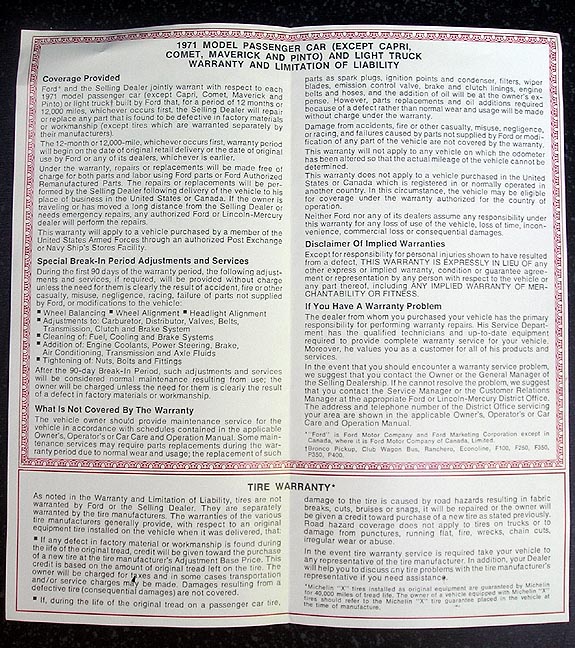 1971 MODEL PASSENGER CAR (EXCEPT CAPRI,
COMET, MAVERICK AND PINTO) AND LIGHT TRUCK
WARRANTY AND LIMITATION OF LIABILITY
Coverage Provided
Ford* and the Selling Dealer jointly warrant with respect to each
1971 model passenger car (except Capri, Comet, Maverick and
Pinto) or light truck† built by Ford that, for a period of 12 months or
12,000 miles, whichever occurs first, the Selling Dealer will repair
or replace any part that is found to be defective in factory materials
or workmanship (except tires which are warranted separately by
their manufacturers).
The 12-month or 12,000-mile, whichever occurs first, warranty period
will begin on the date of original retail delivery or the date of original
use by Ford or any of its dealers, whichever is earlier.
Under the warranty, repairs or replacements will be made free of
charge for both parts and labor using Ford parts or Ford Authorized
Remanufactured Parts. The repairs or replacements will be per-
formed by the Selling Dealer following delivery of the vehicle to his
place of business in the United States or Canada. If the owner is
traveling or has moved a long distance from the Selling Dealer or
needs emergency repairs, any authorized Ford or Lincoln-Mercury
dealer will perform the repairs.
This warranty will apply to a vehicle purchased by a member of the
United States Armed Forces through an authorized Post Exchange
or Navy Ship's Stores Facility.
Special Break-In Period Adjustments and Services
During the first 90 days of the warranty period, the following adjust-
ments and services, if required, will be provided without charge
unless the need for them is clearly the result of accident, fire or other
casualty, misuse, negligence, racing, failure of parts not supplied
by Ford, or modifications to the vehicle:
■ Wheel Balancing ■ Wheel Alignment ■ Headlight Alignment
Adjustments to: Carburetor, Distributor, Valves, Belts,
Transmission, Clutch and Brake System
■ Cleaning of: Fuel, Cooling and Brake Systems
■ Addition of: Engine Coolants, Power Steering, Brake,
Air Conditioning, Transmission and Axle Fluids
■ Tightening of: Nuts, Bolts and Fittings
After the 90-day Break-In Period, such adjustments and services
will be considered normal maintenance resulting from use; the
owner will be charged unless the need for them is clearly the result
of a defect in factory materials or workmanship.
What Is Not Covered By The Warranty
The vehicle owner should provide maintenance service for the
vehicle in accordance with schedules contained in the applicable
Owner's, Operator's or Car Care and Operation Manual. Some main-
tenance services may require parts replacements during the war-
ranty period due to normal wear and usage; the replacement of such
parts as spark plugs, ignition points and condenser, filters, wiper
blades, emission control valve, brake and clutch linings, engine
belts and hoses, and the addition of oil will be at the owner's ex-
pense. However, parts replacements and oil additions required
because of a defect rather than normal wear and usage will be made
without charge under the warranty.
Damage from accidents, fire or other casualty, misuse, negligence,
or racing, and failures caused by parts not supplied by Ford or modi-
fication of any part of the vehicle are not covered by the warranty.
This warranty will not apply to any vehicle on which the odometer
has been altered so that the actual mileage of the vehicle cannot be
determined.
This warranty does not apply to a vehicle purchased in the United
States or Canada which is registered in or normally operated in
another country. In this circumstance, the vehicle may be eligible
for coverage under the warranty authorized for the country of
operation.
Neither Ford nor any of its dealers assume any responsibility under
this warranty for any loss of use of the vehicle, loss of time, incon-
venience, commercial loss or consequential damages.
Disclaimer Of Implied Warranties
Except for responsibility for personal injuries shown to have resulted
from a defect, THIS WARRANTY IS EXPRESSLY IN LIEU OF any
other express or implied warranty, condition or guarantee agree-
ment or representation by any person with respect to the vehicle or
any part thereof, including ANY IMPLIED WARRANTY OF MER-
CHANTABILITY OR FITNESS.
If You Have A Warranty Problem
The dealer from whom you purchased your vehicle has the primary
responsibility for performing warranty repairs. His Service Depart-
ment has the qualified technicians and up-to-date equipment
required to provide complete warranty service for your vehicle.
Moreover, he values you as a customer for all of his products and
services.
In the event that you should encounter a warranty service problem,
we suggest that you contact the Owner or the General Manager of
the Selling Dealership. If he cannot resolve the problem, we suggest
that you contact the Service Manager or the Customer Relations
Manager at the appropriate Ford or Lincoln-Mercury District Office.
The address and telephone number of the District Office servicing
your area are shown in the applicable Owner's, Operator's or Car
Care and Operation Manual.
*"Ford" is Ford Motor Company and Ford Marketing Corporation except in
Canada, where it is Ford Motor Company of Canada, Limited.
†Bronco Pickup, Club Wagon Bus, Ranchero, Econoline, F100, F250, F350,
P350, P400.
TIRE WARRANTY*
As noted in the Warranty and Limitation of Liability, tires are not
warranted by Ford or the Selling Dealer. They are separately
warranted by the tire manufacturers. The warranties of the various
tire manufacturers generally provide, with respect to an original
equipment tire installed on the vehicle when it was delivered, that:
■ If any defect in factory material or workmanship is found during
the life of the original tread, credit will be given toward the purchase
of a new tire at the tire manufacturer's Adjustment Base Price. This
credit is based on the amount of original tread left on the tire. The
owner will be charged for taxes and in some cases transportation
and/or service charges may be made. Damages resulting from a
defective tire (consequential damages) are not covered.
■ If, during the life of the original tread on a passenger car tire,
damage to the tire is caused by road hazards resulting in fabric
breaks, cuts, bruises or snags, it will be repaired or the owner will
be given a credit toward purchase of a new tire as stated previously.
Road hazard coverage does not apply to tires on trucks or to
damage from punctures, running flat, fire, wrecks, chain cuts,
irregular wear or abuse.
In the event tire warranty service is required take your vehicle to
any representative of the tire manufacturer. In addition, your Dealer
will help you to discuss any tire problems with the tire manufacturer's
representative if you need assistance.
*Michelin "X" tires installed as original equipment are guaranteed by Michelin
for 40,000 miles of tread life. The owner of a vehicle equipped with Michelin "X"
tires should refer to the Michelin "X" tire guarantee placed in the vehicle at
the time of manufacture.